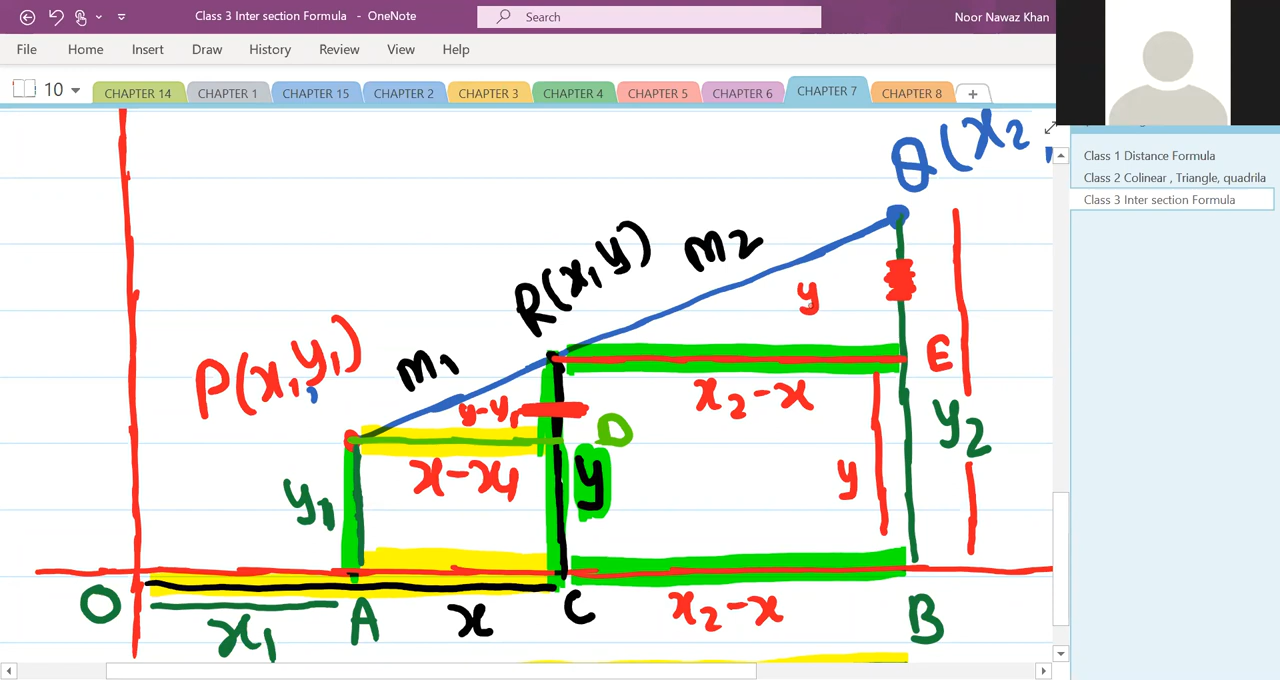 Class 3 Inter section Formula - OneNote
Search
Noor Nawaz Khan
File Home Insert Draw History Review View Help
10
CHAPTER 14 CHAPTER 1 CHAPTER 15 CHAPTER 2 CHAPTER 3 CHAPTER 4 CHAPTER 5 CHAPTER 6 CHAPTER 7 CHAPTER 8
Class 1 Distance Formula
Class 2 Colinear , Triangle, quadrila
Class 3 Inter section Formula
Q(x2,
R(x,y) m2
y
P(x1,y1) m1
y-y1
E
x2-x
y2
D
x-x1
y
y
y1
O
x1
A
x
C
x2-x
B